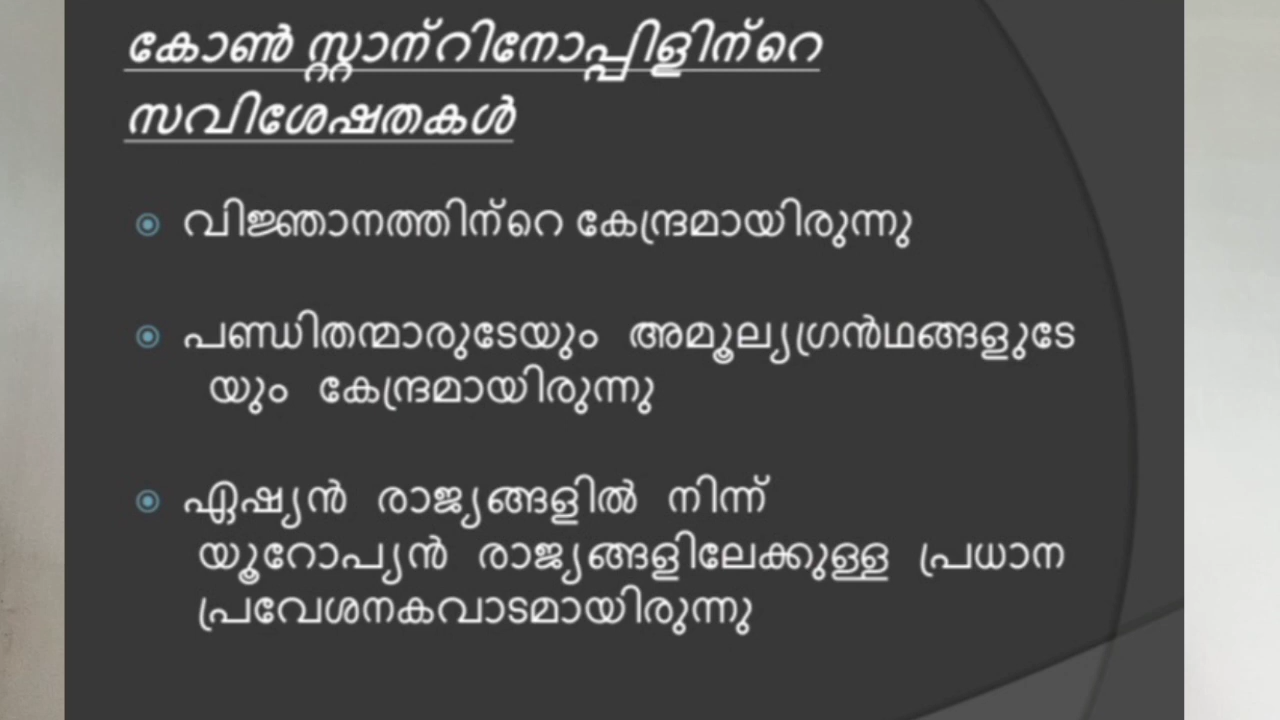 കോൺ സ്റ്റാന്റിനോപ്പിളിന്റെ
സവിശേഷതകൾ
വിജ്ഞാനത്തിന്റെ കേന്ദ്രമായിരുന്നു
പണ്ഡിതന്മാരുടേയും അമൂല്യഗ്രൻഥങ്ങളുടേ
യും കേന്ദ്രമായിരുന്നു
ഏഷ്യൻ രാജ്യങ്ങളിൽ നിന്ന്
യൂറോപ്യൻ രാജ്യങ്ങളിലേക്കുള്ള പ്രധാന
പ്രവേശനകവാടമായിരുന്നു